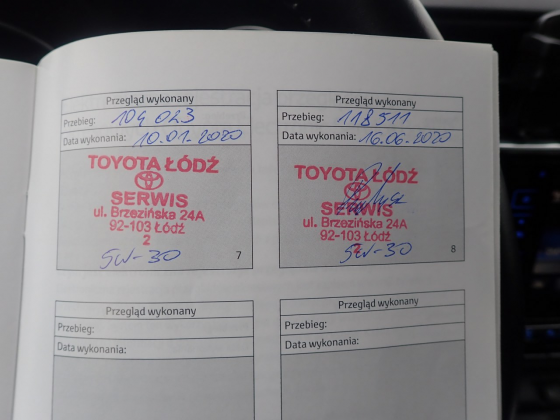 Przegląd wykonany
Przebieg: 104 023
Data wykonania: 10.01-2020
TOYOTA ŁÓDŹ
SERWIS
ul. Brzezińska 24A
92-103 Łódź
2
5W-30
7
Przegląd wykonany
Przebieg: 118 511
Data wykonania: 16.06-2020
TOYOTA ŁÓDŹ
SERWIS
ul. Brzezińska 24A
92-103 Łódź
5W-30
8
Przegląd wykonany
Przebieg:
Data wykonania:
Przegląd wykonany
Przebieg:
Data wykonania: